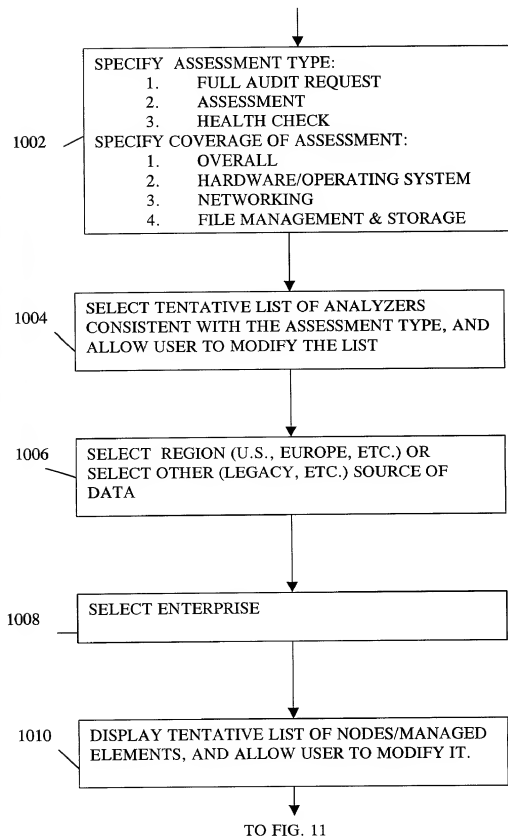 SPECIFY ASSESSMENT TYPE:
1. FULL AUDIT REQUEST
2. ASSESSMENT
3. HEALTH CHECK
1002
SPECIFY COVERAGE OF ASSESSMENT:
1. OVERALL
2. HARDWARE/OPERATING SYSTEM
3. NETWORKING
4. FILE MANAGEMENT & STORAGE
1004
SELECT TENTATIVE LIST OF ANALYZERS
CONSISTENT WITH THE ASSESSMENT TYPE, AND
ALLOW USER TO MODIFY THE LIST
1006
SELECT REGION (U.S., EUROPE, ETC.) OR
SELECT OTHER (LEGACY, ETC.) SOURCE OF
DATA
1008
SELECT ENTERPRISE
1010
DISPLAY TENTATIVE LIST OF NODES/MANAGED
ELEMENTS, AND ALLOW USER TO MODIFY IT.
TO FIG. 11